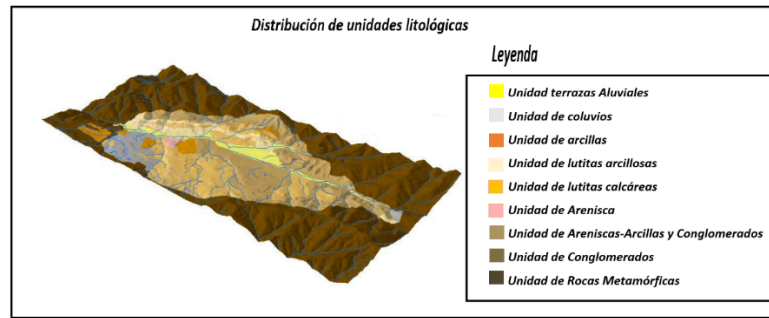 Distribución de unidades litológicas
Leyenda
Unidad terrazas Aluviales
Unidad de coluvios
Unidad de arcillas
Unidad de lutitas arcillosas
Unidad de lutitas calcáreas
Unidad de Arenisca
Unidad de Areniscas-Arcillas y Conglomerados
Unidad de Conglomerados
Unidad de Rocas Metamórficas